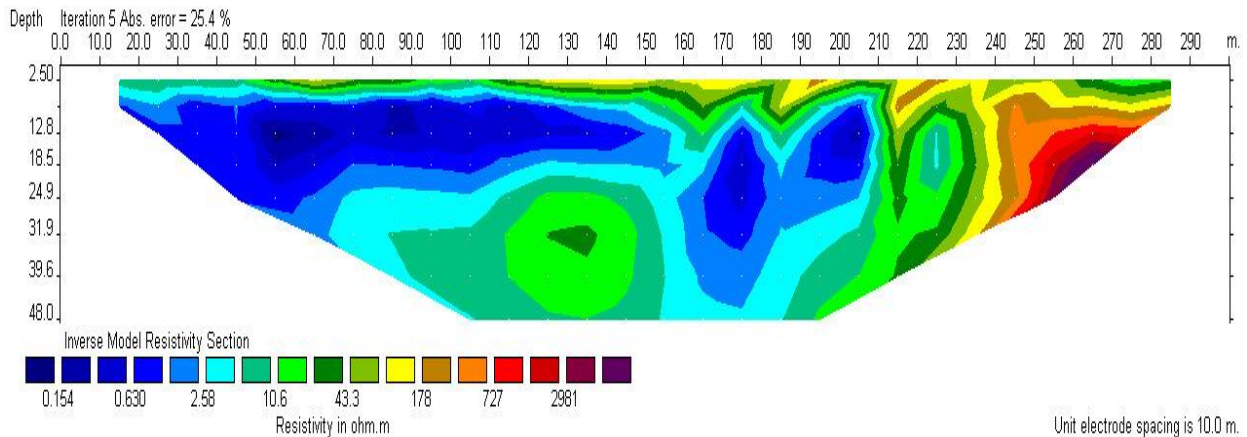 Depth Iteration 5 Abs. error = 25.4 %
0.0 10.0 20.0 30.0 40.0 50.0 60.0 70.0 80.0 90.0 100 110 120 130 140 150 160 170 180 190 200 210 220 230 240 250 260 270 280 290 m.
2.50
12.8
18.5
24.9
31.9
39.6
48.0
Inverse Model Resistivity Section
0.154 0.630 2.58 10.6 43.3 178 727 2981
Resistivity in ohm.m
Unit electrode spacing is 10.0 m.